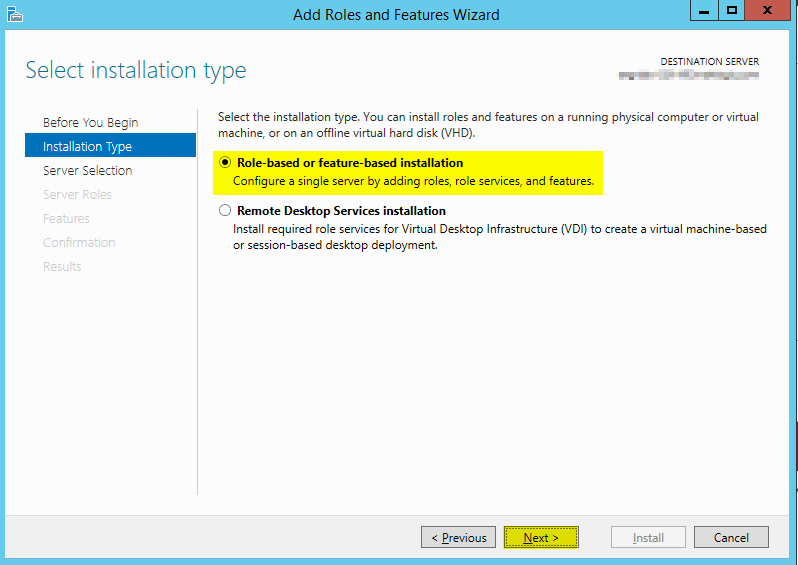 Add Roles and Features Wizard
Select installation type
DESTINATION SERVER
Before You Begin
Installation Type
Server Selection
Server Roles
Features
Confirmation
Results
Select the installation type. You can install roles and features on a running physical computer or virtual
machine, or on an offline virtual hard disk (VHD).
Role-based or feature-based installation
Configure a single server by adding roles, role services, and features.
Remote Desktop Services installation
Install required role services for Virtual Desktop Infrastructure (VDI) to create a virtual machine-based
or session-based desktop deployment.
< Previous
Next >
Install
Cancel